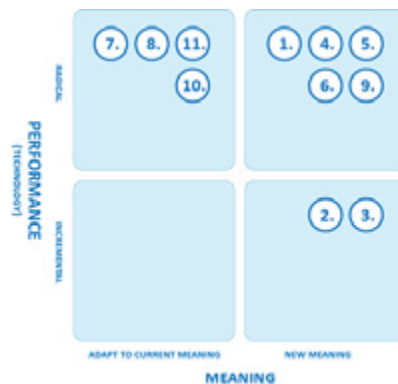 7. 8. 11. 1. 4. 5.
10. 6. 9.
RADICAL
PERFORMANCE
(TECHNOLOGY)
2. 3.
INCREMENTAL
ADAPT TO CURRENT MEANING NEW MEANING
MEANING